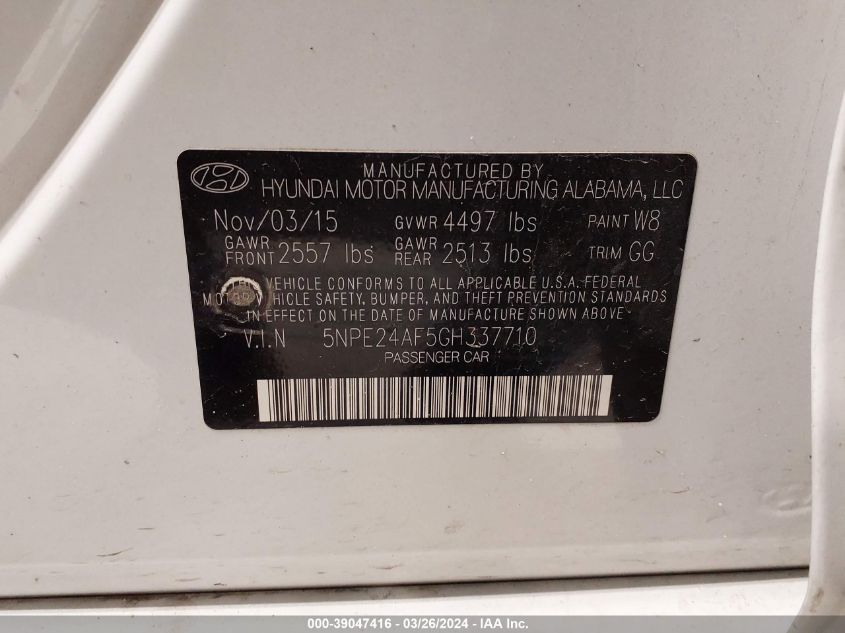 MANUFACTURED BY
HYUNDAI MOTOR MANUFACTURING ALABAMA, LLC
Nov/03/15 GVWR 4497 lbs PAINT W8
GAWR FRONT 2557 lbs GAWR REAR 2513 lbs TRIM GG
THIS VEHICLE CONFORMS TO ALL APPLICABLE U.S.A. FEDERAL
MOTOR VEHICLE SAFETY, BUMPER, AND THEFT PREVENTION STANDARDS
IN EFFECT ON THE DATE OF MANUFACTURE SHOWN ABOVE
V.I.N 5NPE24AF5GH337710
PASSENGER CAR
000-39047416 - 03/26/2024 - IAA Inc.